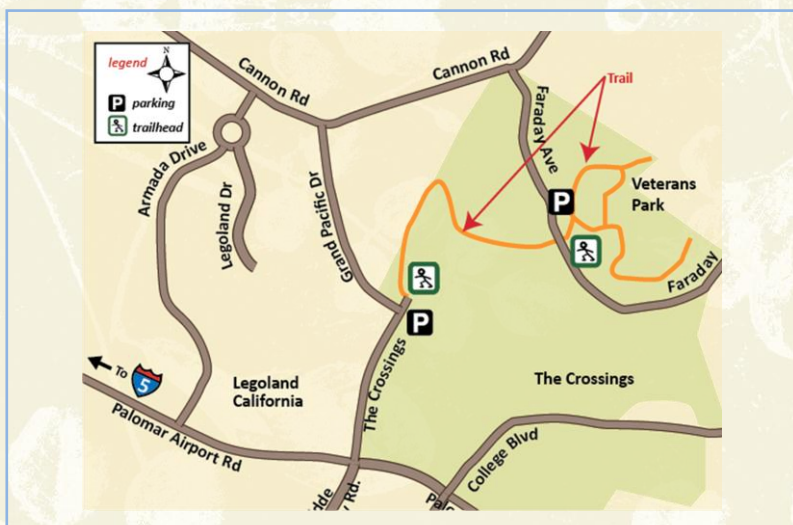 legend
N
P parking
trailhead
Cannon Rd
Cannon Rd
Trail
Faraday Ave
Armada Drive
Legoland Dr
Grand Pacific Dr
P
Veterans
Park
Faraday
P
To
5
The Crossings
Legoland
California
The Crossings
Palomar Airport Rd
College Blvd
Rd.